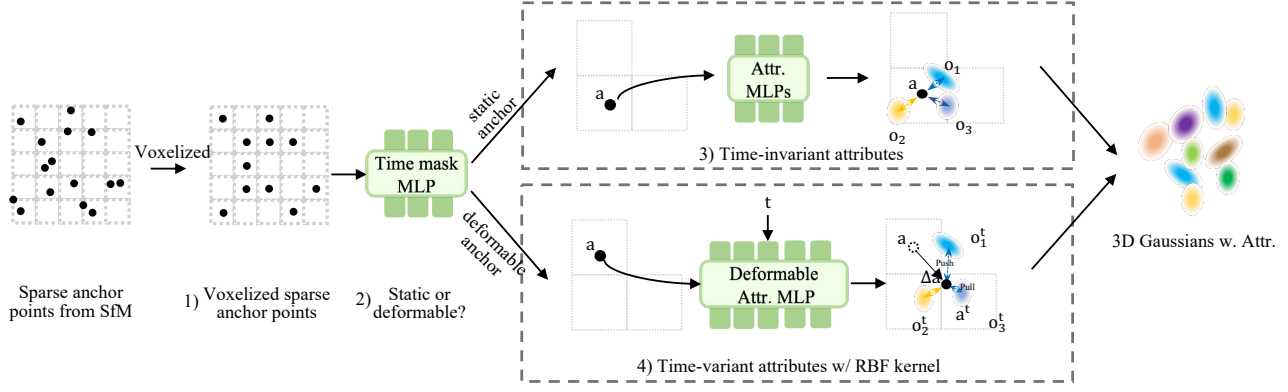 Sparse anchor
points from SfM
Voxelized
1) Voxelized sparse
anchor points
Time mask
MLP
2) Static or
deformable?
static
anchor
deformable
anchor
a
Attr.
MLPs
a
o₁
o₂
o₃
3) Time-invariant attributes
t
a
Deformable
Attr. MLP
a
o₁ᵗ
Push
Δa
Pull
o₂ᵗ
aᵗ
o₃ᵗ
4) Time-variant attributes w/ RBF kernel
3D Gaussians w. Attr.